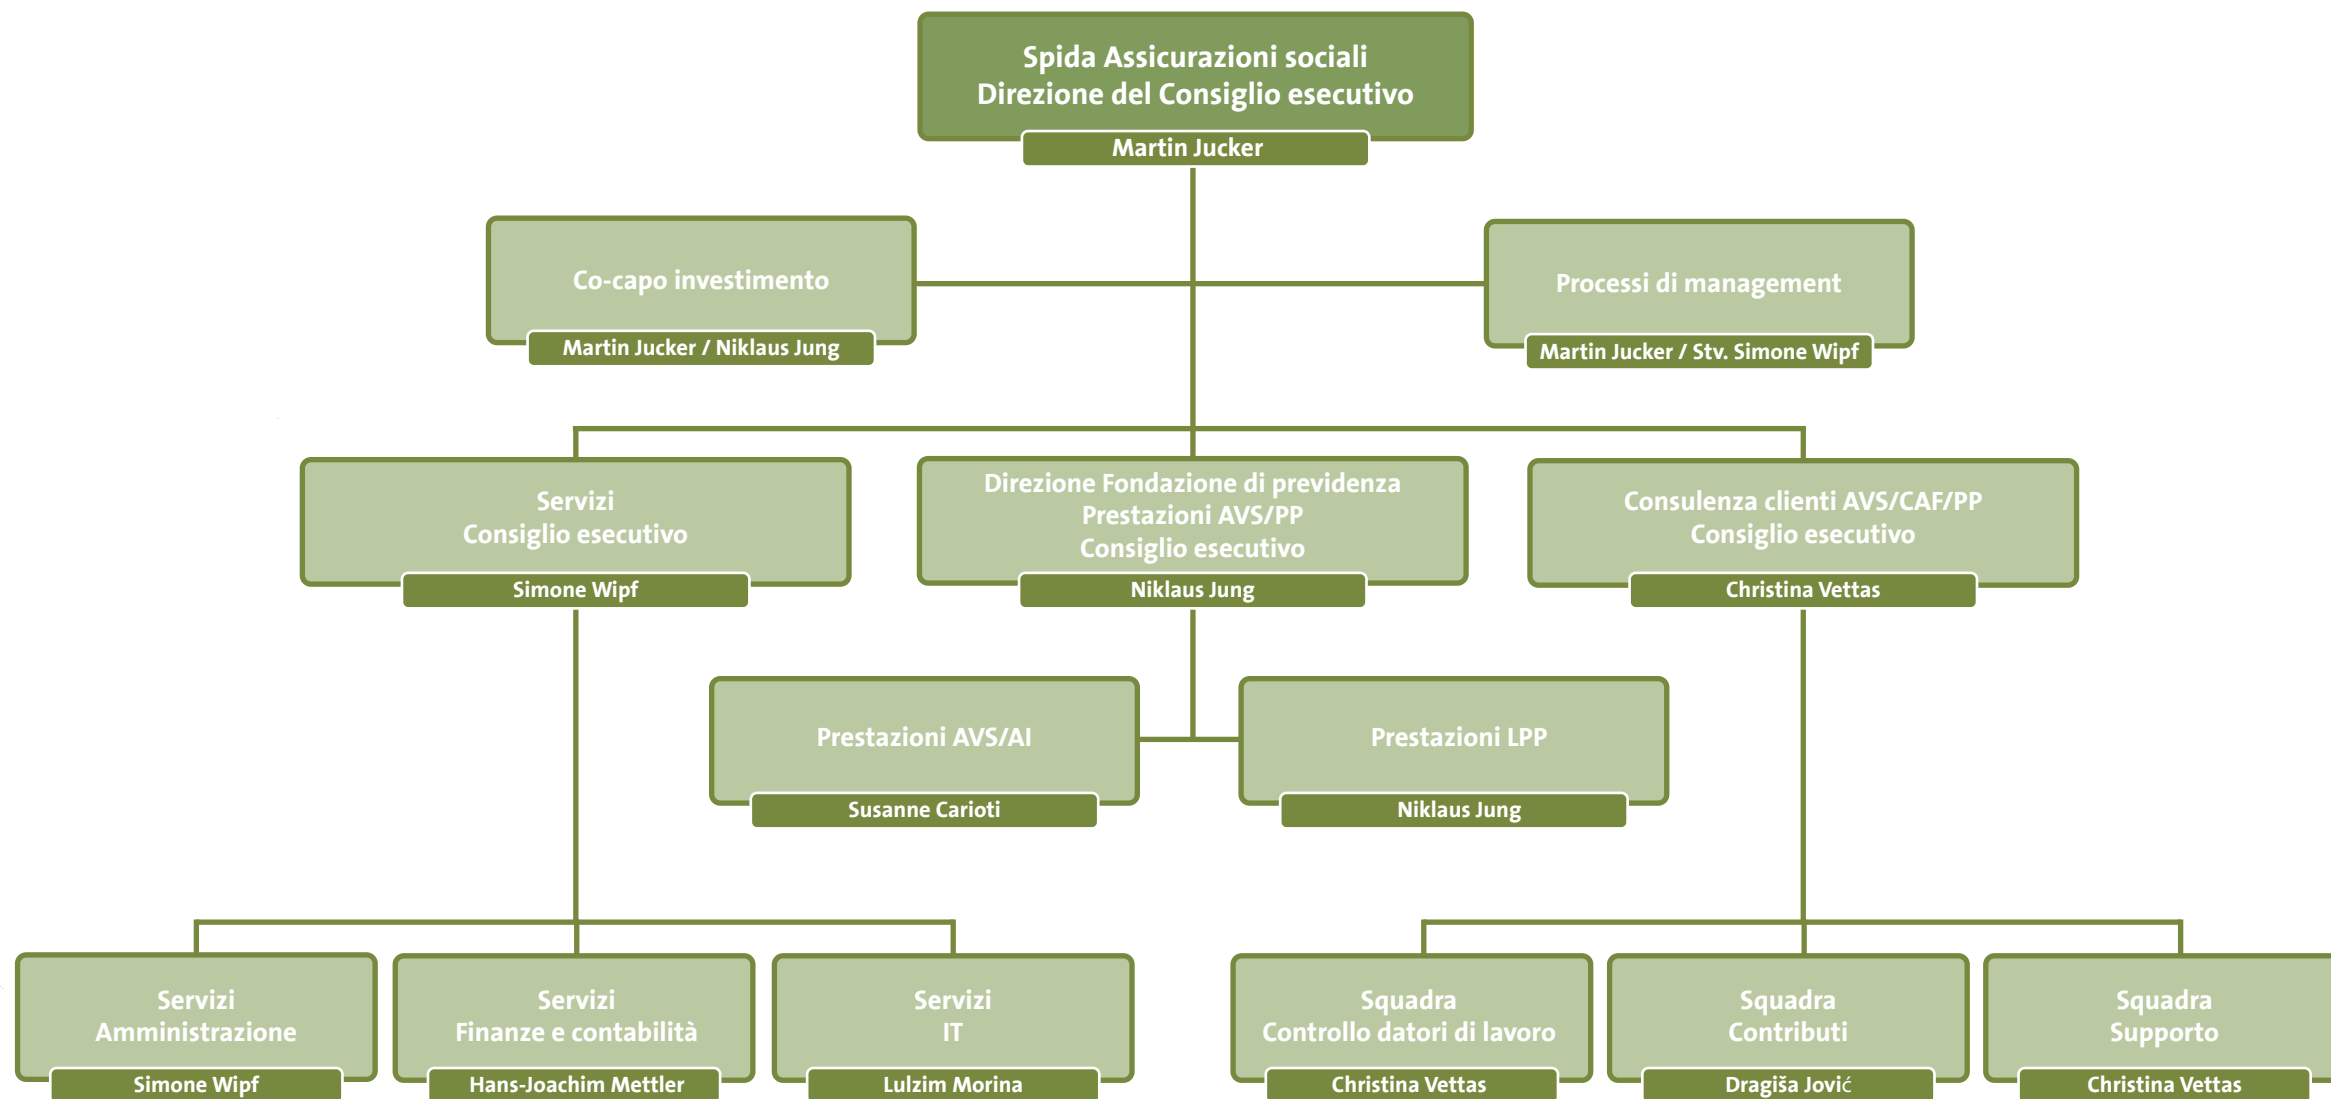 Spida Assicurazioni sociali
Direzione del Consiglio esecutivo
Martin Jucker
Co-capo investimento
Martin Jucker / Niklaus Jung
Processi di management
Martin Jucker / Stv. Simone Wipf
Servizi
Consiglio esecutivo
Simone Wipf
Direzione Fondazione di previdenza
Prestazioni AVS/PP
Consiglio esecutivo
Niklaus Jung
Consulenza clienti AVS/CAF/PP
Consiglio esecutivo
Christina Vettas
Prestazioni AVS/AI
Susanne Carioti
Prestazioni LPP
Niklaus Jung
Servizi
Amministrazione
Simone Wipf
Servizi
Finanze e contabilità
Hans-Joachim Mettler
Servizi
IT
Lulzim Morina
Squadra
Controllo datori di lavoro
Christina Vettas
Squadra
Contributi
Dragiša Jović
Squadra
Supporto
Christina Vettas